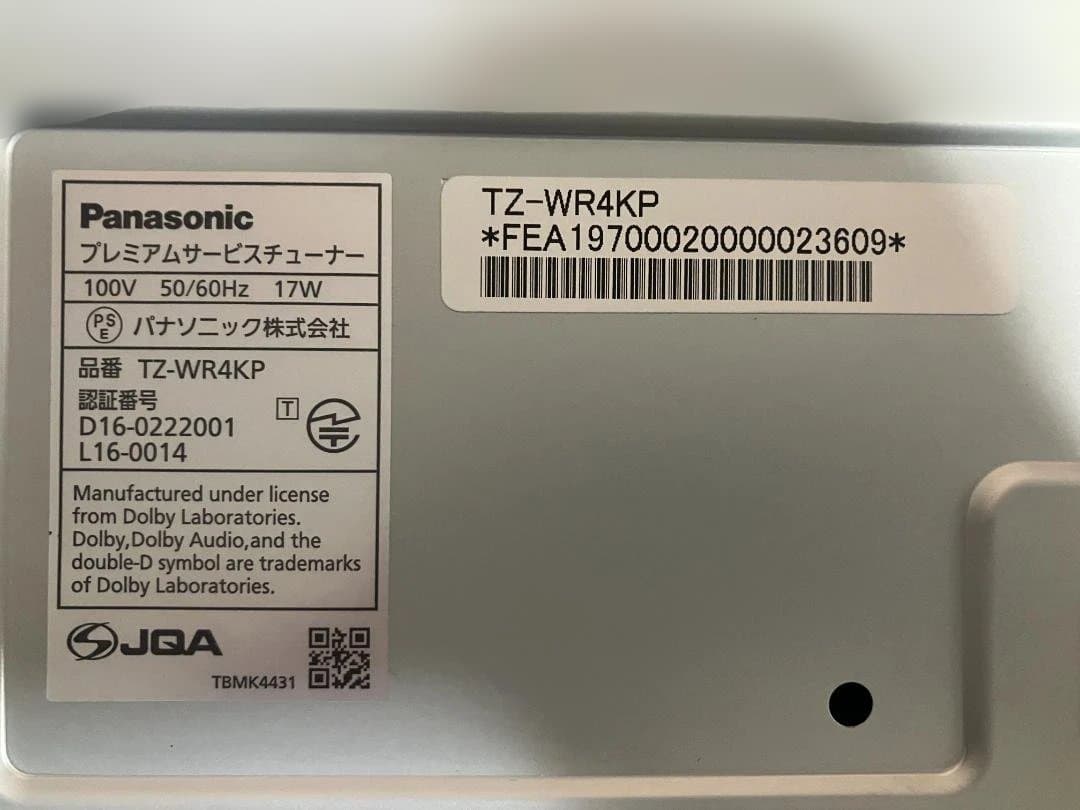 Panasonic
プレミアムサービスチューナー
100V 50/60Hz 17W
PSE パナソニック株式会社
品番 TZ-WR4KP
認証番号
D16-0222001
L16-0014
T
Manufactured under license
from Dolby Laboratories.
Dolby,Dolby Audio,and the
double-D symbol are trademarks
of Dolby Laboratories.
JQA
TBMK4431
TZ-WR4KP
*FEA19700020000023609*